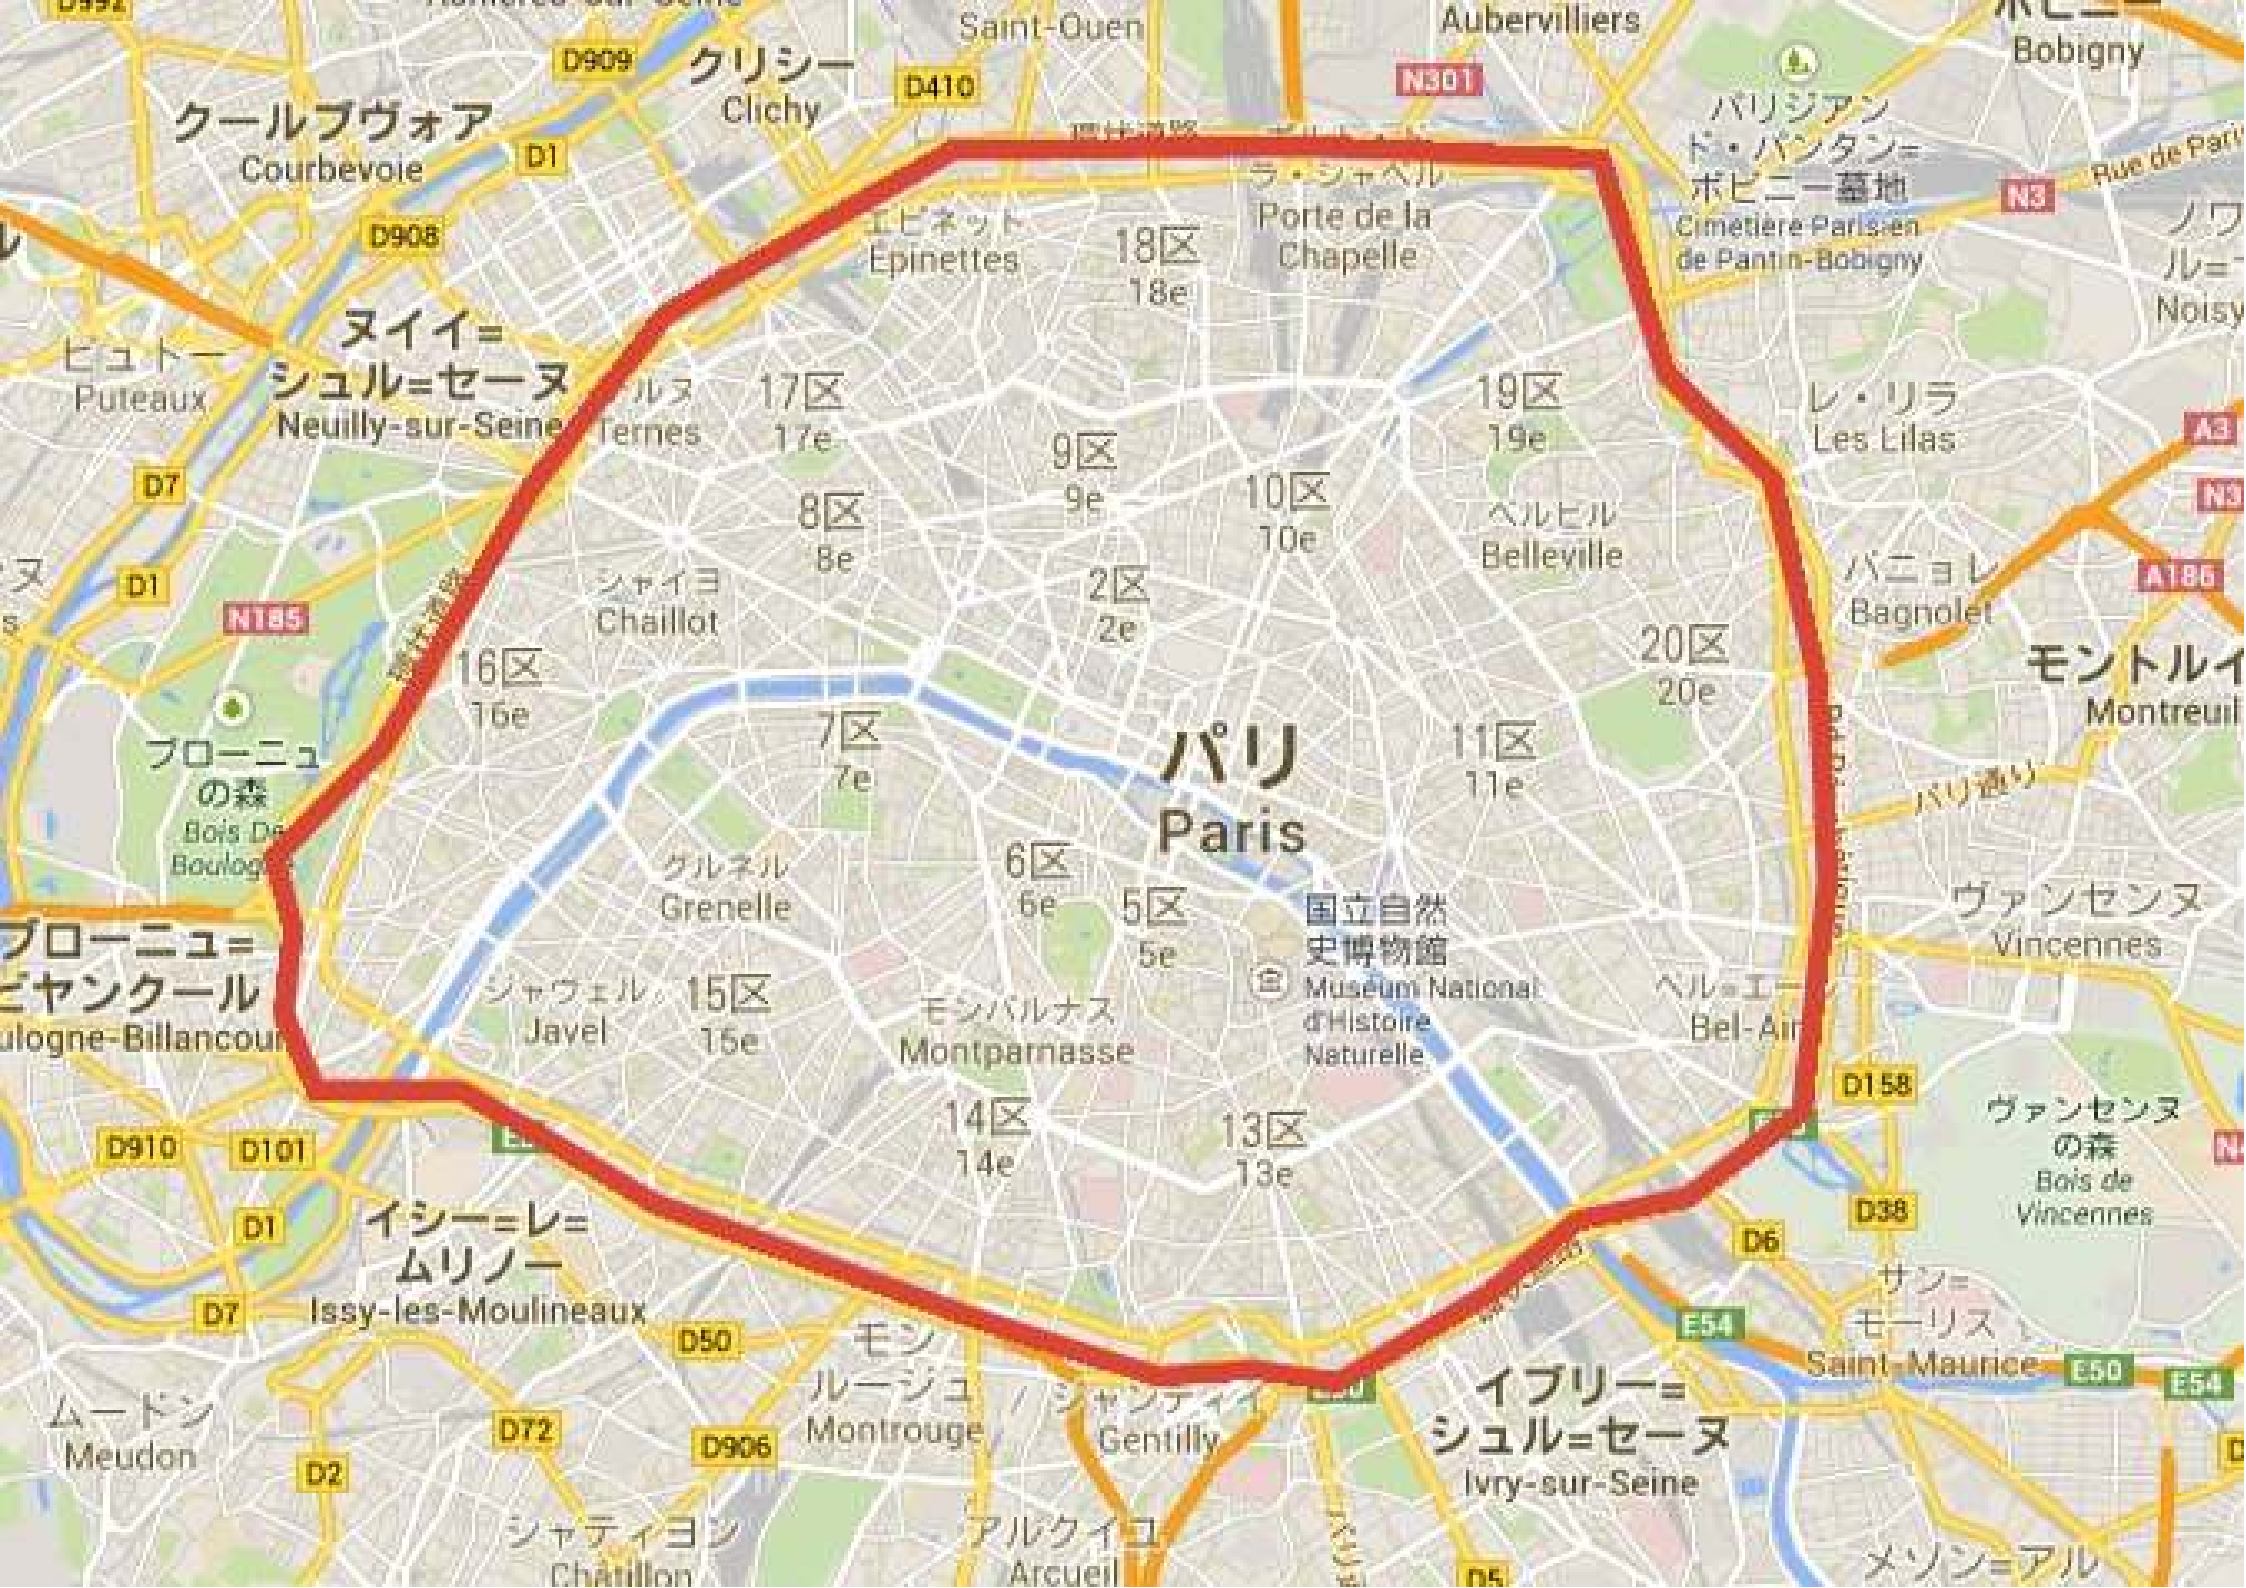 D992
Saint-Ouen
Aubervilliers
Bobigny
D909
クリシー
Clichy
D410
N301
クールブヴォア
Courbevoie
D1
D908
パリジアン
ド・パンタン=
ボビニー墓地
Cimetière Parisien
de Pantin-Bobigny
N3
Rue de Paris
ラ・シャペル
Porte de la
Chapelle
エピネット
Epinettes
18区
18e
ヌイイ=
シュル=セーヌ
Neuilly-sur-Seine
ピュトー
Puteaux
Noisy
ルヌ
Ternes
17区
17e
19区
19e
レ・リラ
Les Lilas
A3
9区
9e
10区
10e
8区
8e
D7
N3
ベルビル
Belleville
シャイヨ
Chaillot
2区
2e
バニョレ
Bagnolet
A186
D1
N185
16区
16e
20区
20e
モントルイ
Montreuil
ブローニュ
の森
Bois De
Boulogne
7区
7e
パリ
Paris
11区
11e
パリ通り
グルネル
Grenelle
6区
6e
5区
5e
国立自然
史博物館
Muséum National
d'Histoire
Naturelle
ヴァンセンヌ
Vincennes
ブローニュ=
ビヤンクール
ulogne-Billancour
ジャヴェル
Javel
15区
15e
モンパルナス
Montparnasse
ベル=エー
Bel-Air
D158
14区
14e
13区
13e
ヴァンセンヌ
の森
Bois de
Vincennes
D910
D101
D1
D38
D6
イシー=レ=
ムリノー
Issy-les-Moulineaux
D7
D50
E54
サン=
モーリス
Saint-Maurice
E50
E54
モン
ルージュ
Montrouge
ジャンティイ
Gentilly
イブリー=
シュル=セーヌ
Ivry-sur-Seine
ムードン
Meudon
D72
D906
D2
シャティヨン
Châtillon
アルクイユ
Arcueil
D5
メゾン=アル